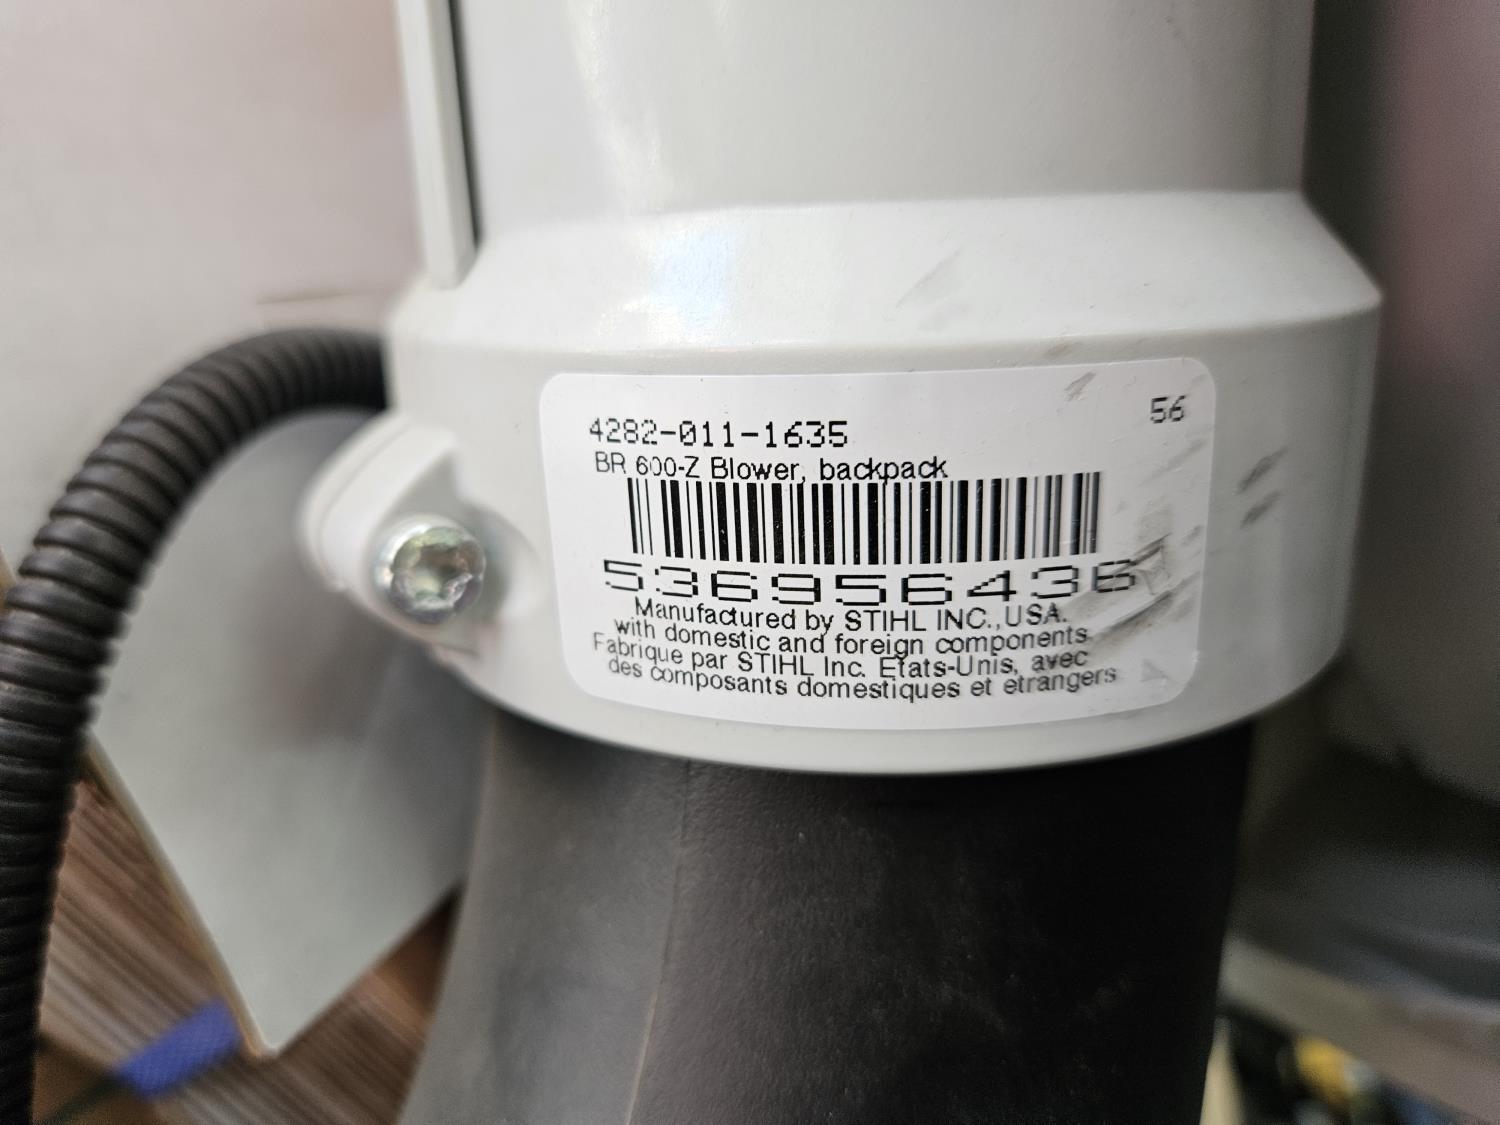 56
4282-011-1635
BR 600-Z Blower, backpack
536956436
Manufactured by STIHL INC.,USA.
with domestic and foreign components
Fabrique par STIHL Inc. Etats-Unis, avec
des composants domestiques et etrangers